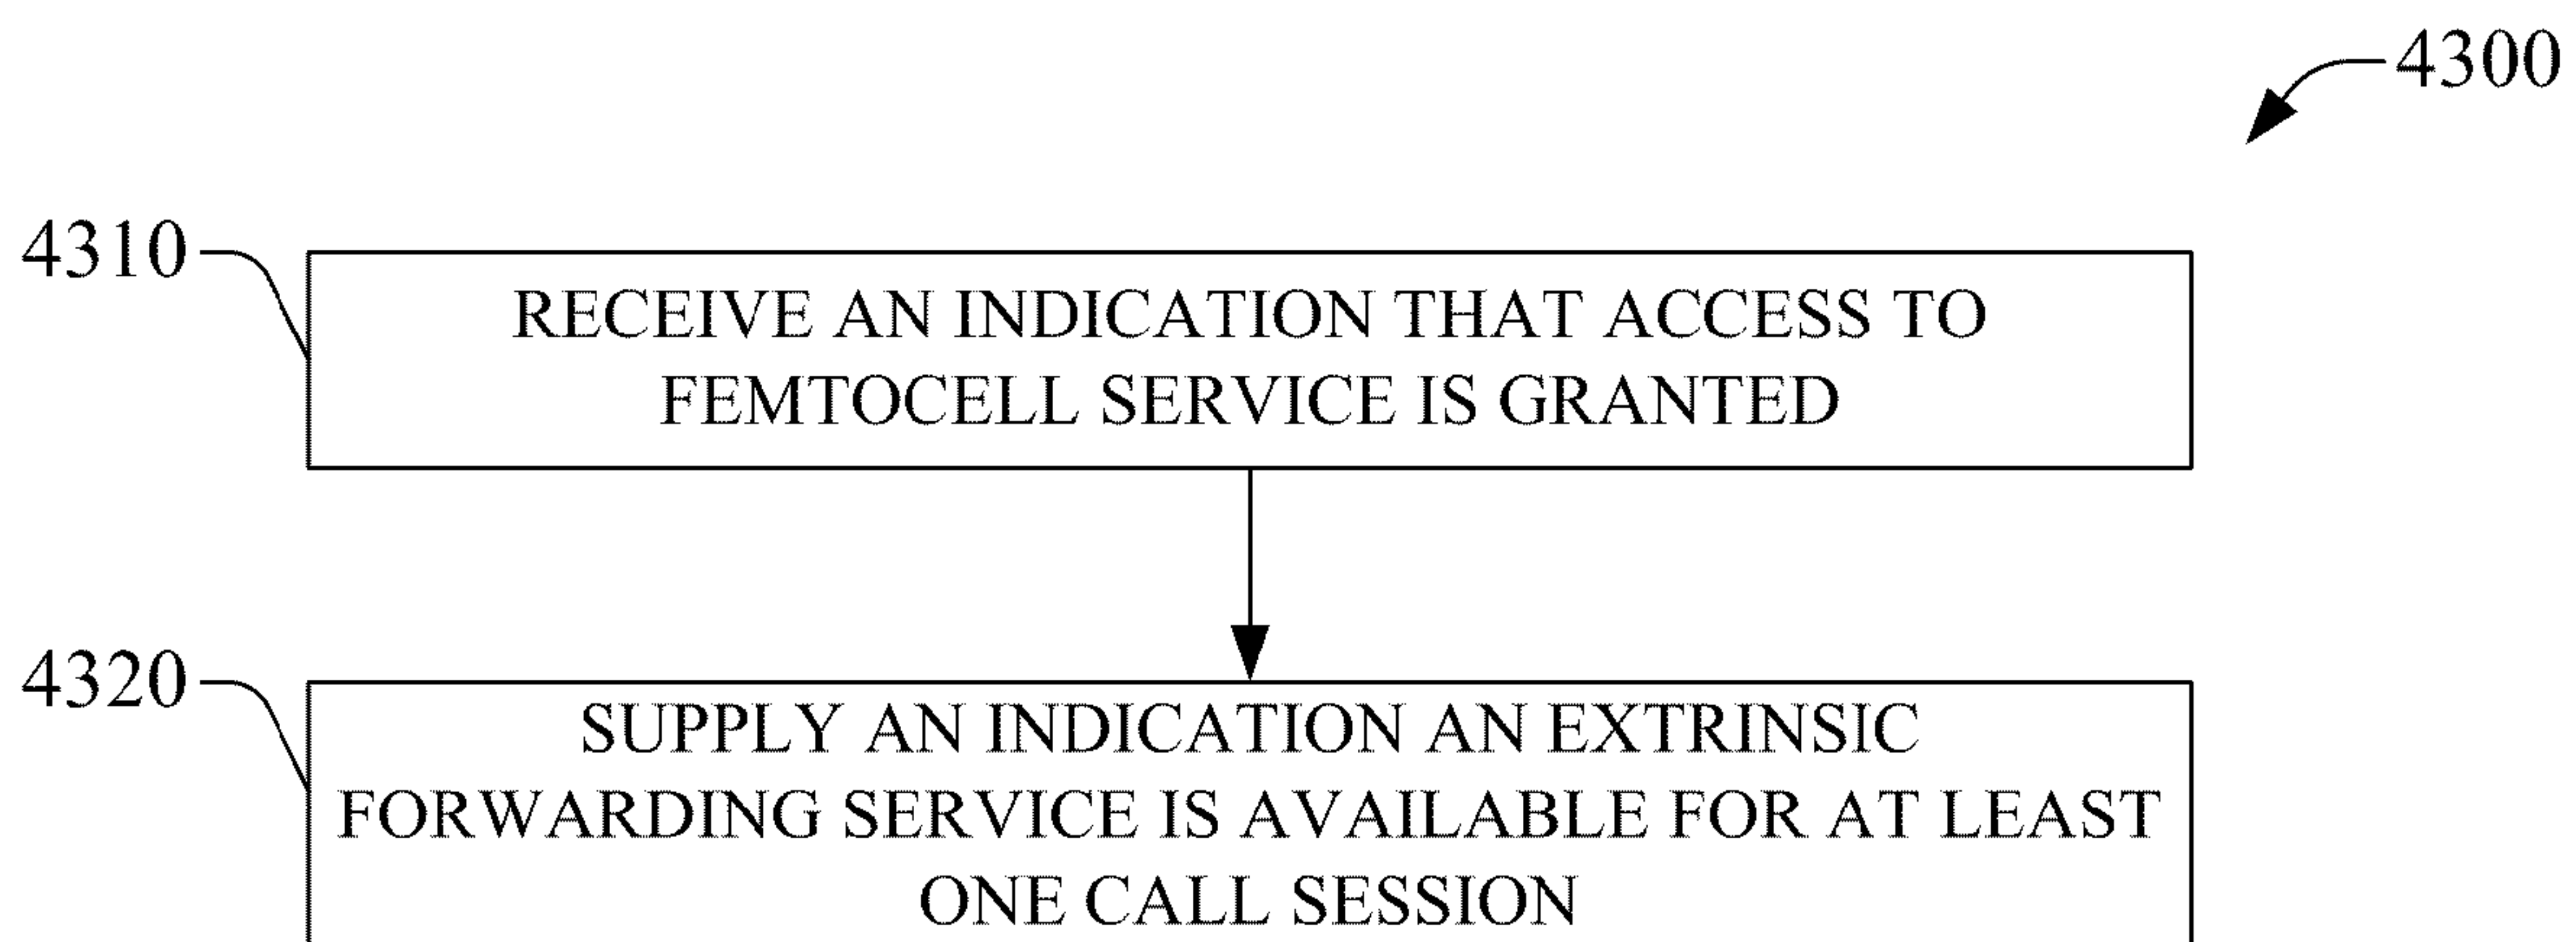 4300
4310
RECEIVE AN INDICATION THAT ACCESS TO
FEMTOCELL SERVICE IS GRANTED
4320
SUPPLY AN INDICATION AN EXTRINSIC
FORWARDING SERVICE IS AVAILABLE FOR AT LEAST
ONE CALL SESSION